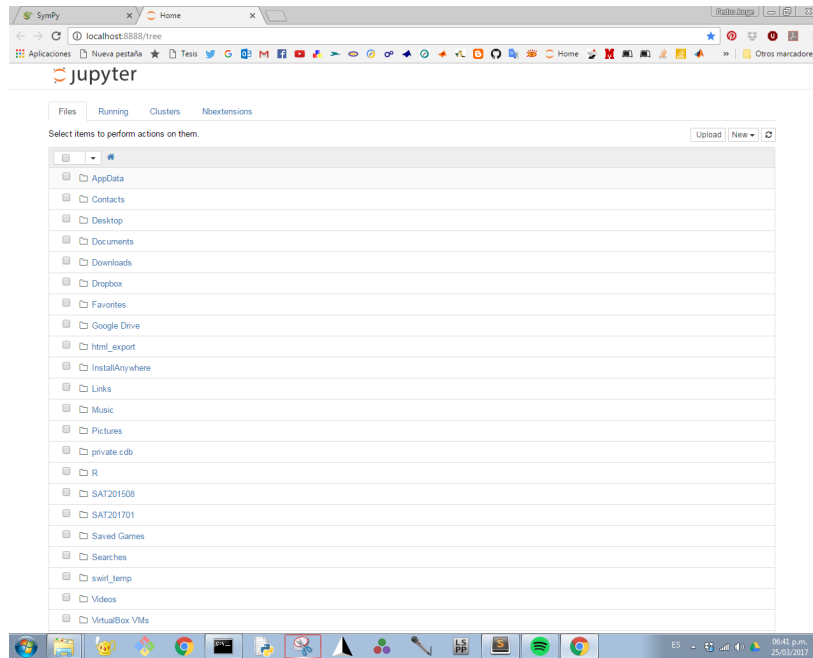 SymPy
Home
Pedro Jorge
localhost:8888/tree
Aplicaciones
Nueva pestaña
Tesis
Home
»
Otros marcadores
jupyter
Files
Running
Clusters
Nbextensions
Select items to perform actions on them.
Upload
New
AppData
Contacts
Desktop
Documents
Downloads
Dropbox
Favorites
Google Drive
html_export
InstallAnywhere
Links
Music
Pictures
private.cdb
R
SAT201508
SAT201701
Saved Games
Searches
swirl_temp
Videos
VirtualBox VMs
LS
PP
ES
06:41 p.m.
25/03/2017